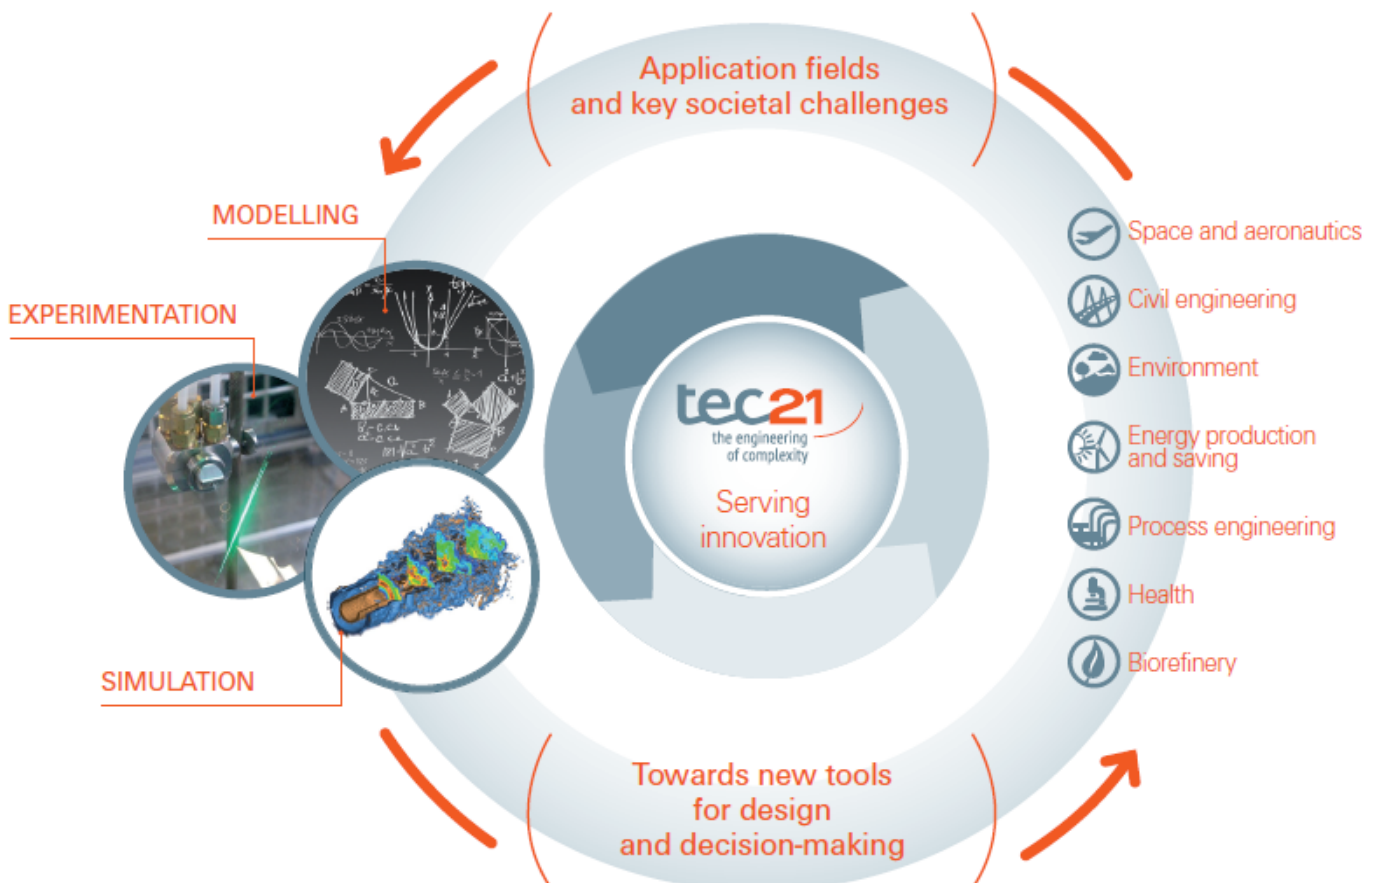 Application fields
and key societal challenges
MODELLING
EXPERIMENTATION
SIMULATION
tec21
the engineering
of complexity
Serving
innovation
Space and aeronautics
Civil engineering
Environment
Energy production
and saving
Process engineering
Health
Biorefinery
Towards new tools
for design
and decision-making